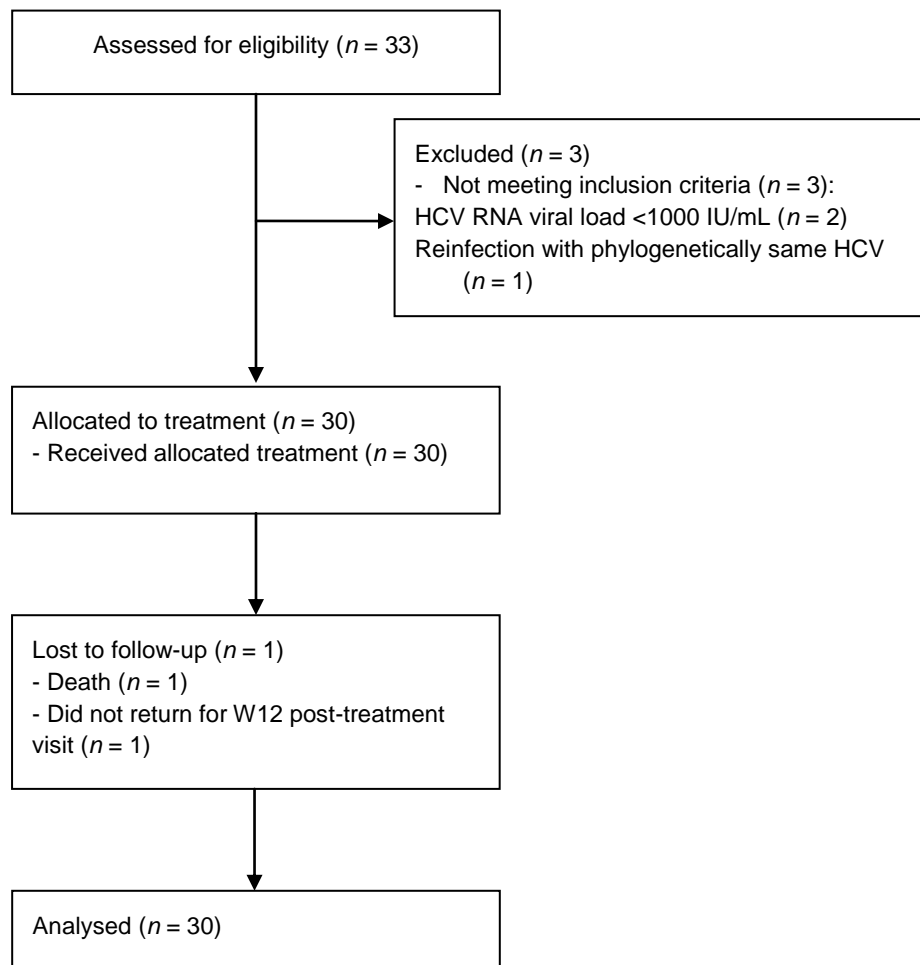 Assessed for eligibility (n = 33)
Excluded (n = 3)
- Not meeting inclusion criteria (n = 3):
HCV RNA viral load <1000 IU/mL (n = 2)
Reinfection with phylogenetically same HCV
(n = 1)
Allocated to treatment (n = 30)
- Received allocated treatment (n = 30)
Lost to follow-up (n = 1)
- Death (n = 1)
- Did not return for W12 post-treatment
visit (n = 1)
Analysed (n = 30)